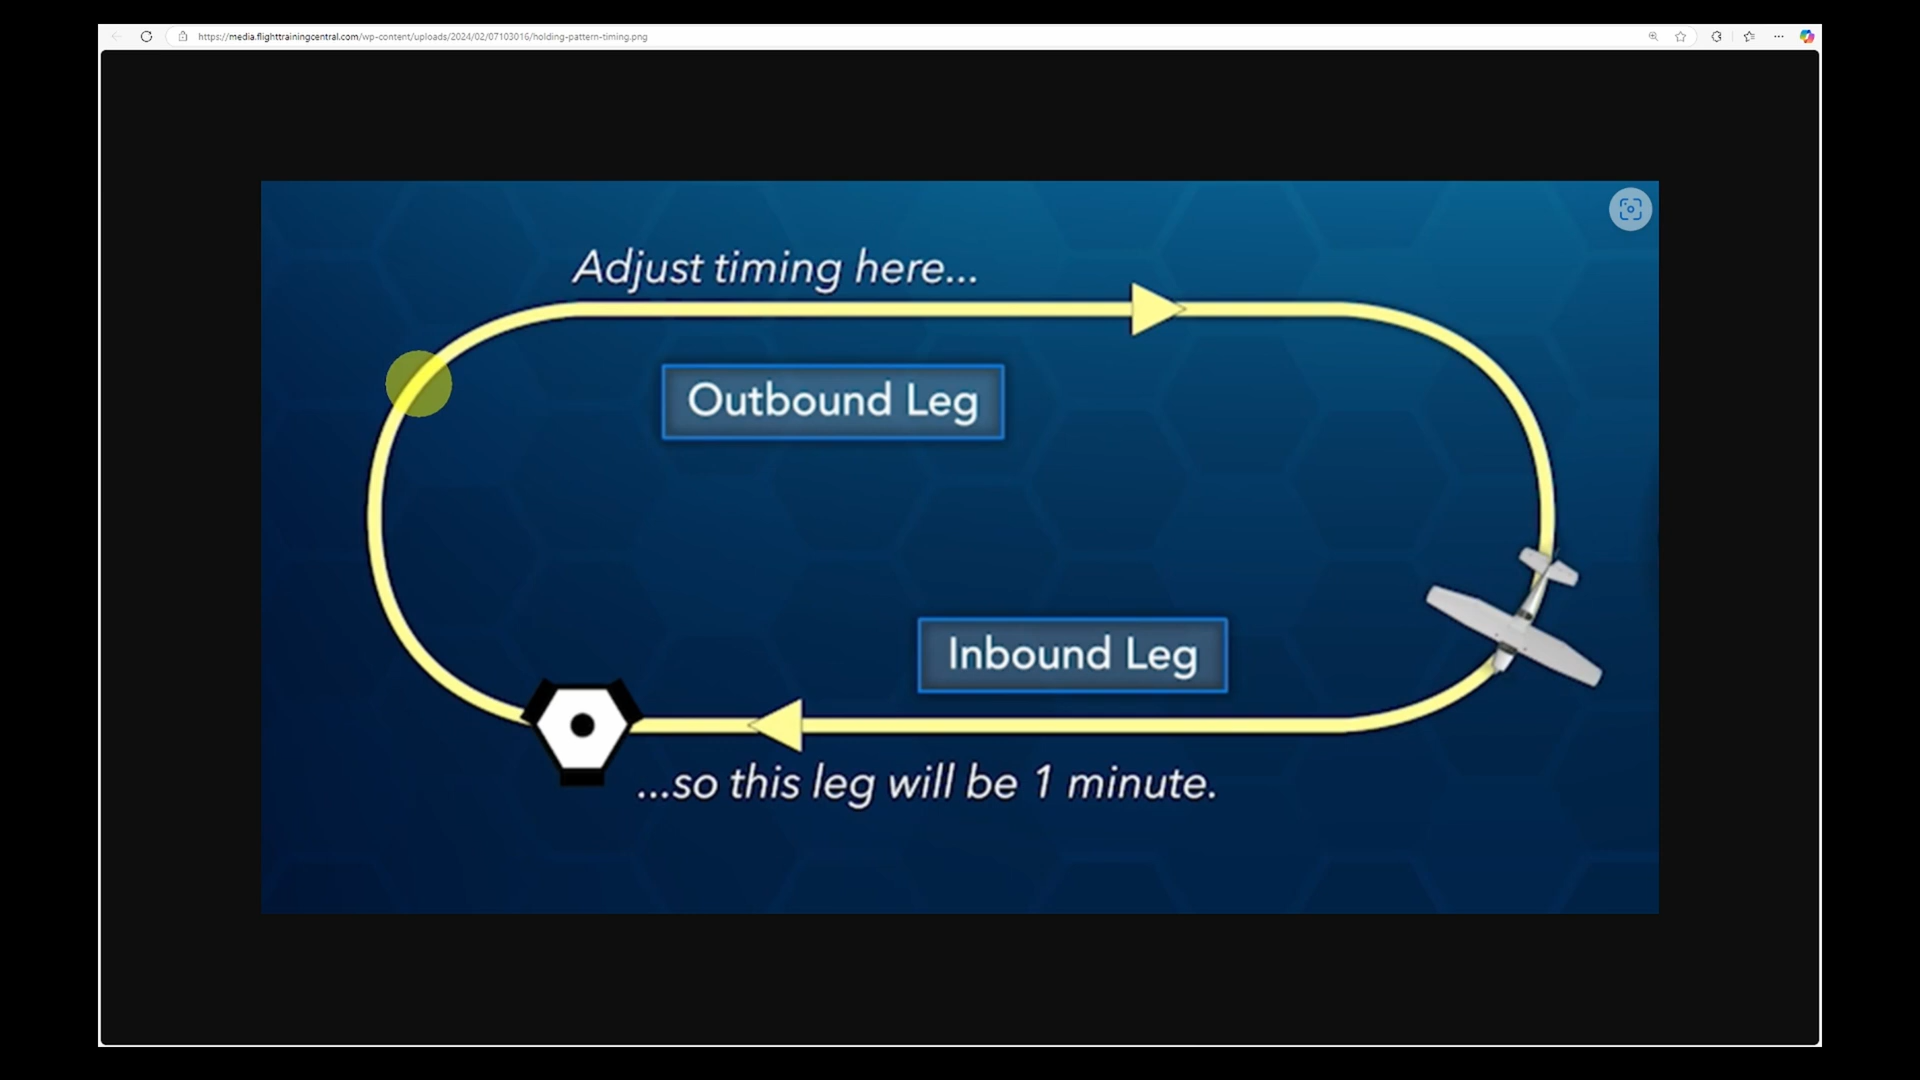 https://media.flighttrainingcentral.com/wp-content/uploads/2024/02/07103016/holding-pattern-timing.png
Adjust timing here...
Outbound Leg
Inbound Leg
...so this leg will be 1 minute.